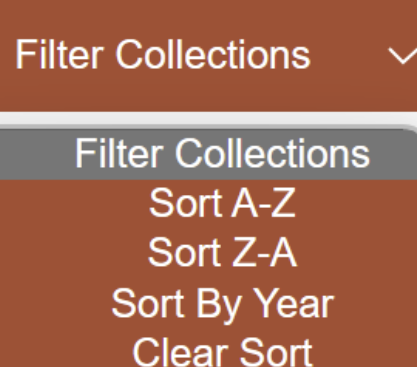 Filter Collections
Filter Collections
Sort A-Z
Sort Z-A
Sort By Year
Clear Sort